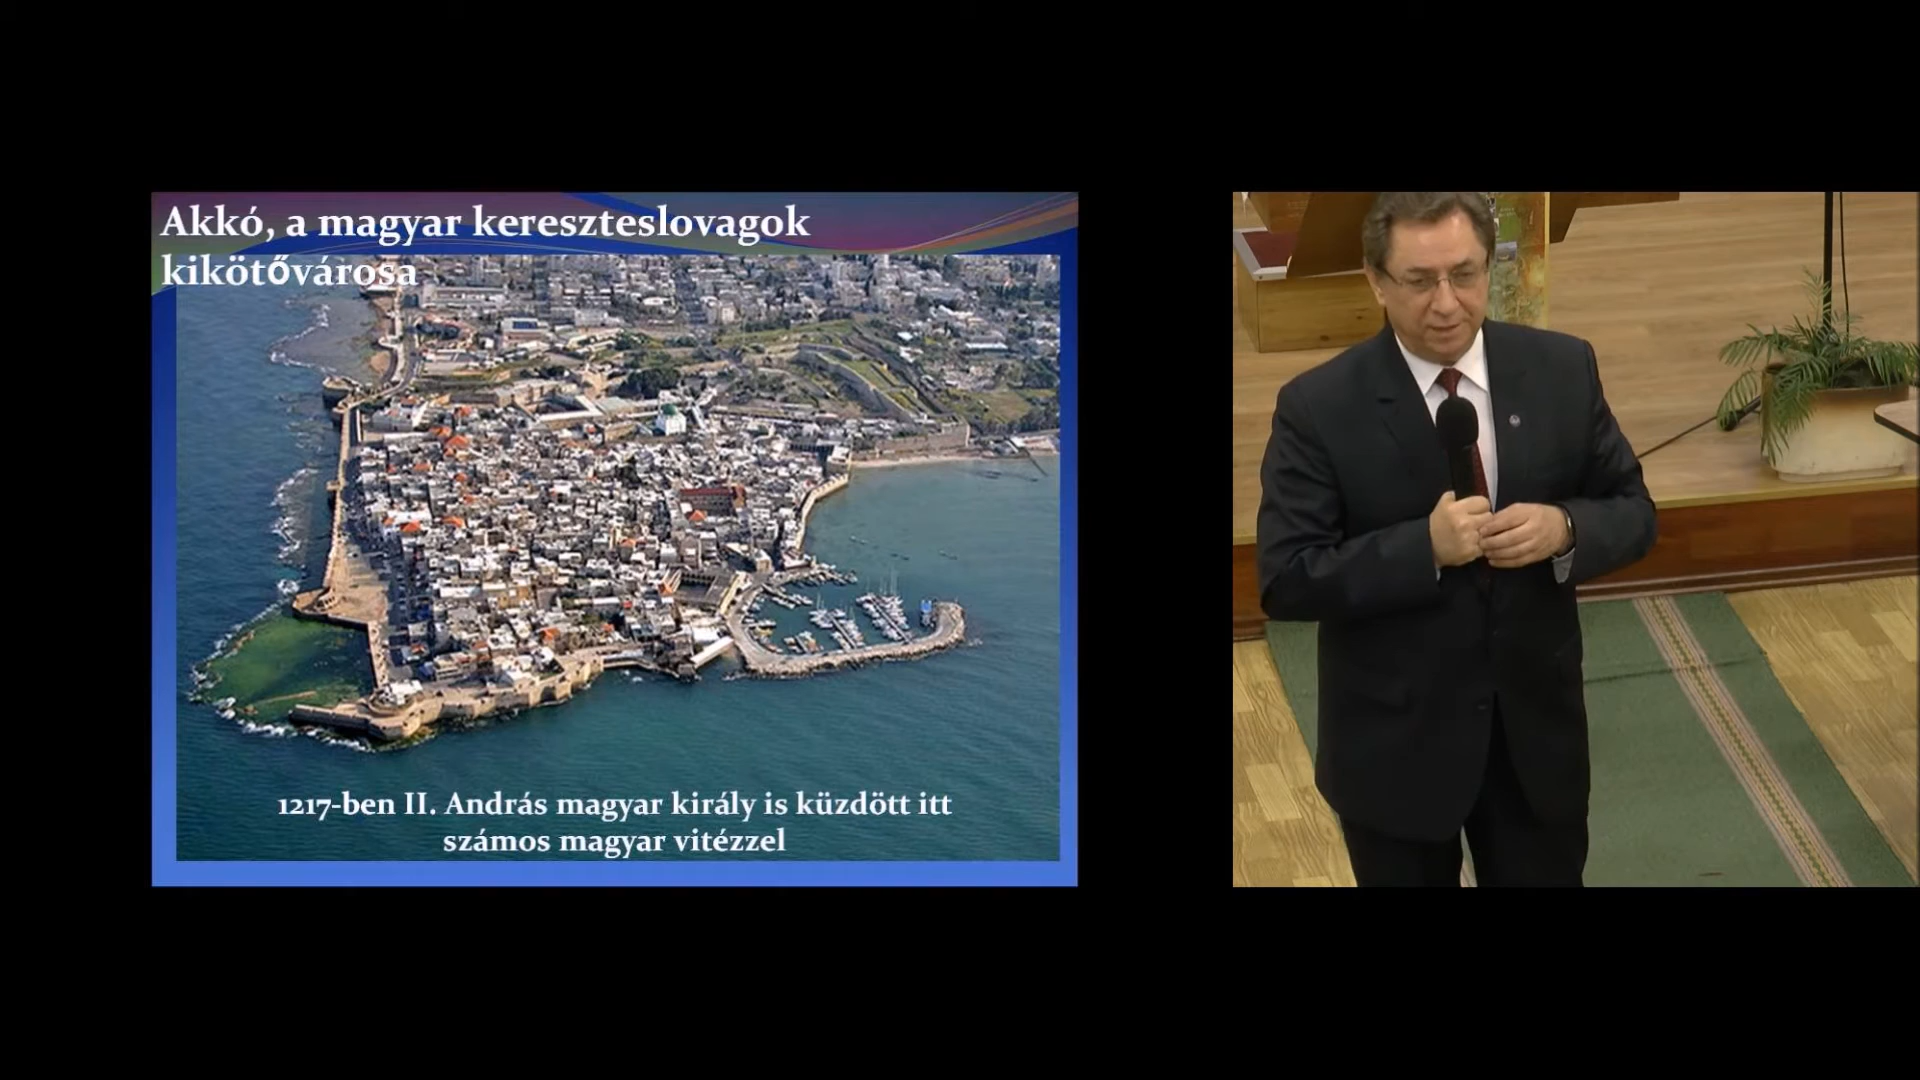 Akkó, a magyar kereszteslovagok
kikötővárosa
1217-ben II. András magyar király is küzdött itt
számos magyar vitézzel